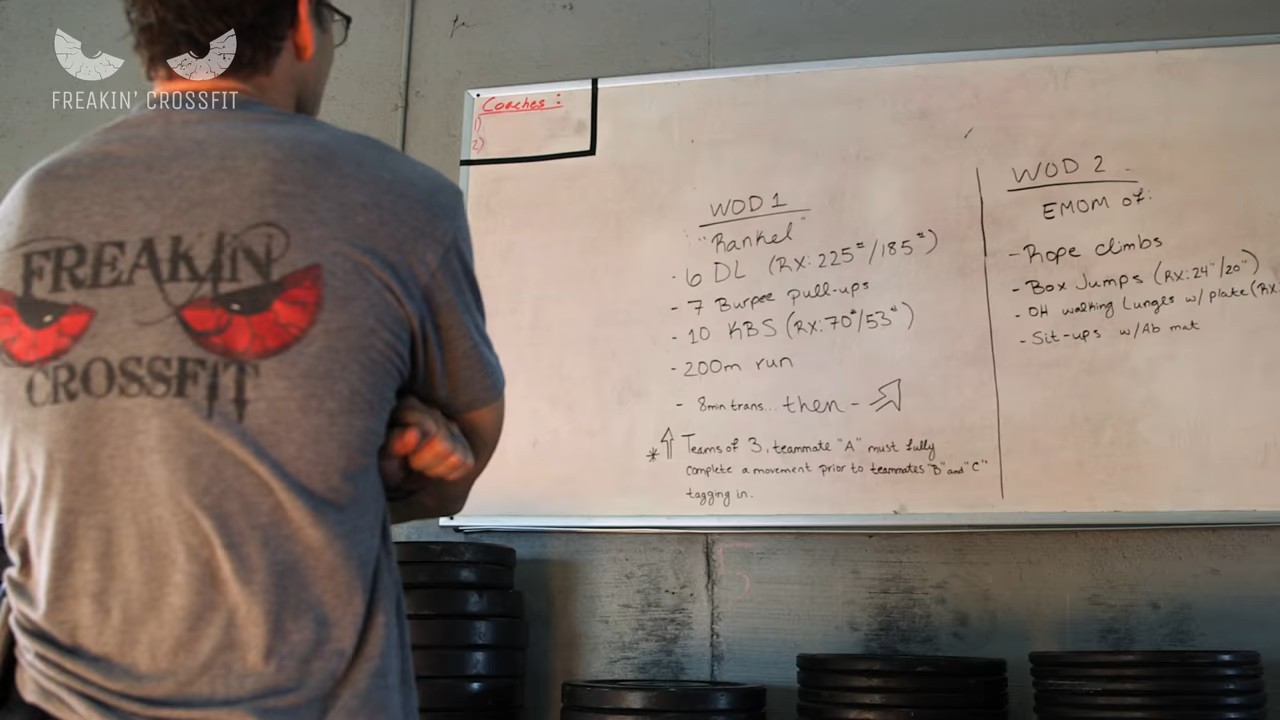 FREAKIN' CROSSFIT
FREAKIN
CROSSFIT
Coaches :
1)
2)
WOD 1
"Rankel"
- 6 DL (RX: 225#/185#)
- 7 Burpee pull-ups
- 10 KBS (RX: 70#/53#)
- 200m run
- 8min trans... then -
* Teams of 3, teammate "A" must fully
complete a movement prior to teammates "B" and "C"
tagging in.
WOD 2
EMOM of:
- Rope climbs
- Box Jumps (RX: 24"/20")
- OH walking Lunges w/ plate (RX
- Sit-ups w/Ab mat